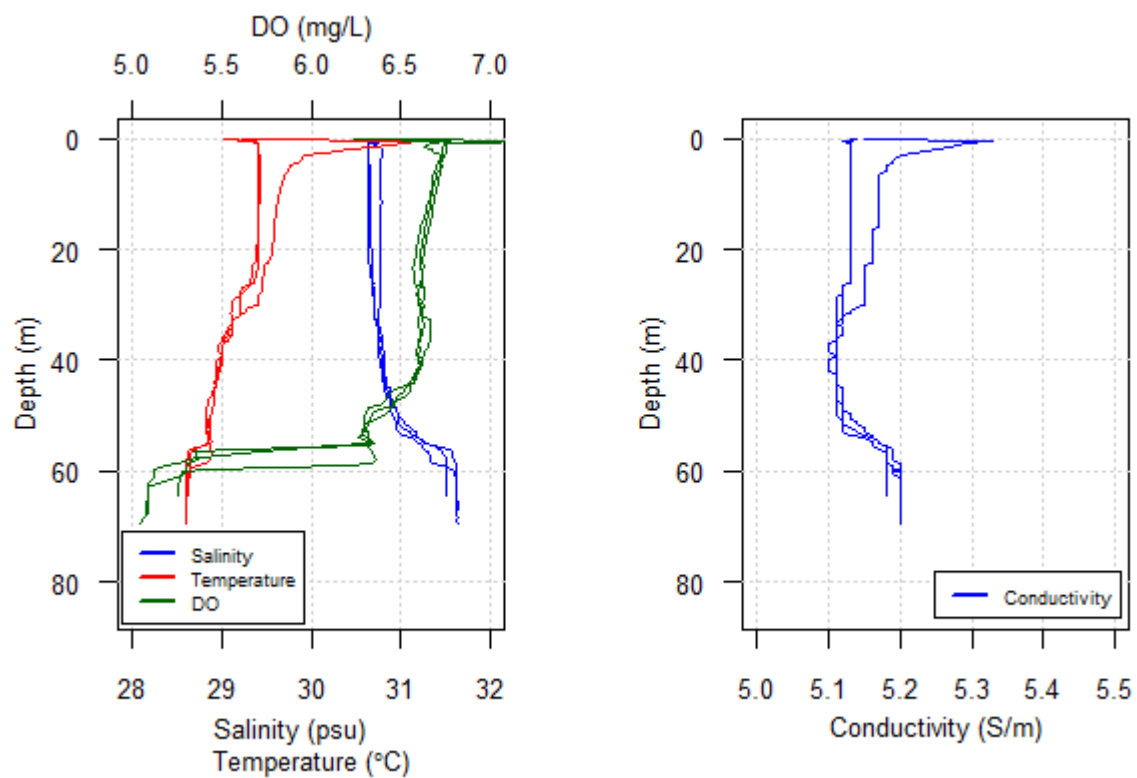 DO (mg/L)
5.0 5.5 6.0 6.5 7.0
0
20
40
60
80
Depth (m)
Salinity
Temperature
DO
28 29 30 31 32
Salinity (psu)
Temperature (°C)
0
20
40
60
80
Depth (m)
Conductivity
5.0 5.1 5.2 5.3 5.4 5.5
Conductivity (S/m)